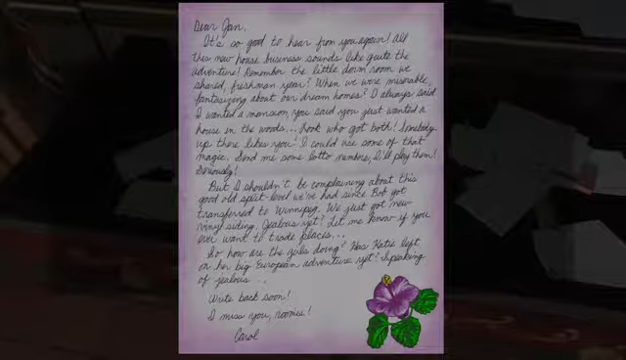 Dear Jan,
It's so good to hear from you again! All
this new house business sounds like quite the
adventure! Remember the little dorm room we
shared, freshman year? When we were miserable,
fantasizing about our dream homes? I always said
I wanted a mansion, you said you just wanted a
house in the woods... Look who got both! Somebody
up there likes you! I could use some of that
magic. Send me some lotto numbers, I'll play them!
Seriously!
But I shouldn't be complaining about this
good old split-level we've had since Bob got
transferred to Winnipeg. We just got new
vinyl siding. Jealous yet? Let me know if you
ever want to trade places...
So how are the gals doing? Has Katie left
on her big European adventure yet? Speaking
of jealous...
Write back soon!
I miss you, roomie!
Carol